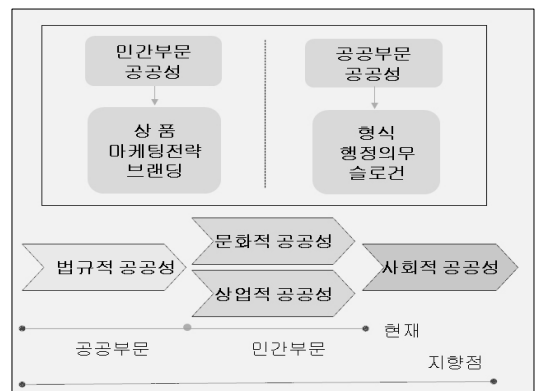 민간부문
공공성
공공부문
공공성
상 품
마케팅전략
브랜딩
형식
행정의무
슬로건
법규적 공공성
문화적 공공성
상업적 공공성
사회적 공공성
현재
공공부문
민간부문
지향점